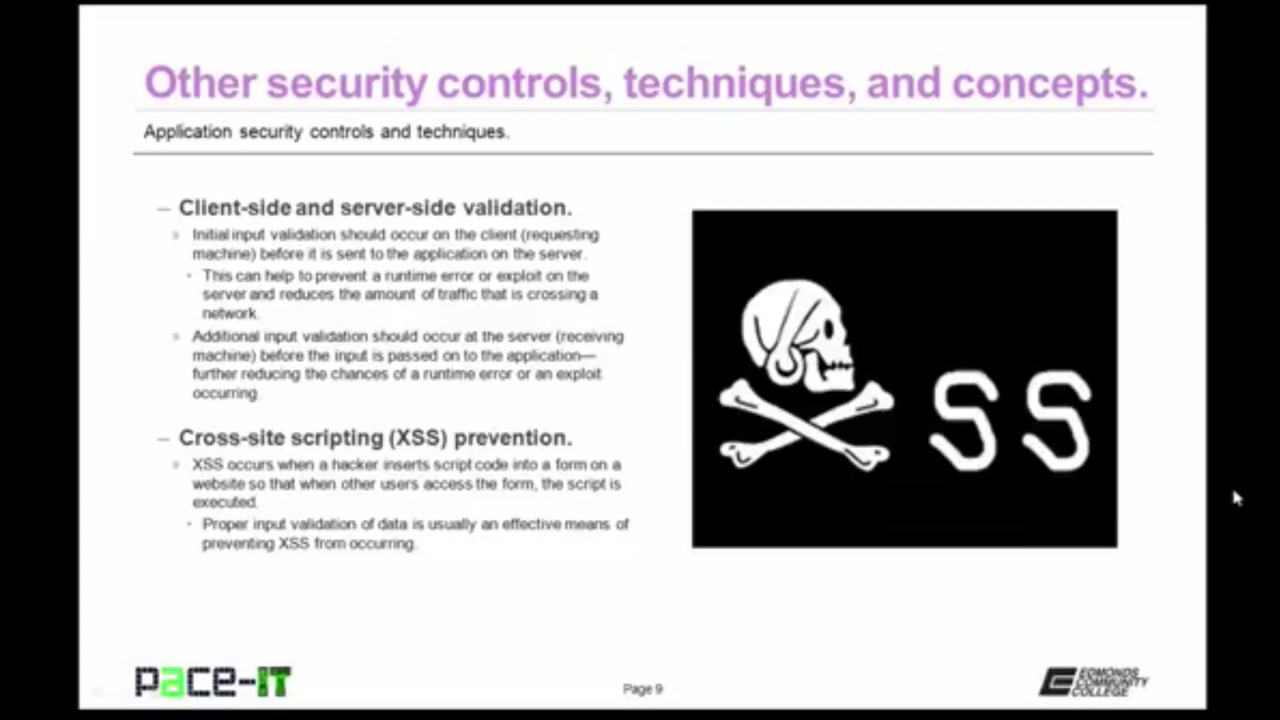 Other security controls, techniques, and concepts.
Application security controls and techniques.
– Client-side and server-side validation.
» Initial input validation should occur on the client (requesting
machine) before it is sent to the application on the server.
• This can help to prevent a runtime error or exploit on the
server and reduces the amount of traffic that is crossing a
network.
» Additional input validation should occur at the server (receiving
machine) before the input is passed on to the application—
further reducing the chances of a runtime error or an exploit
occurring.
– Cross-site scripting (XSS) prevention.
» XSS occurs when a hacker inserts script code into a form on a
website so that when other users access the form, the script is
executed.
• Proper input validation of data is usually an effective means of
preventing XSS from occurring.
SS
pace-IT
Page 9
EDMONDS
COMMUNITY
COLLEGE